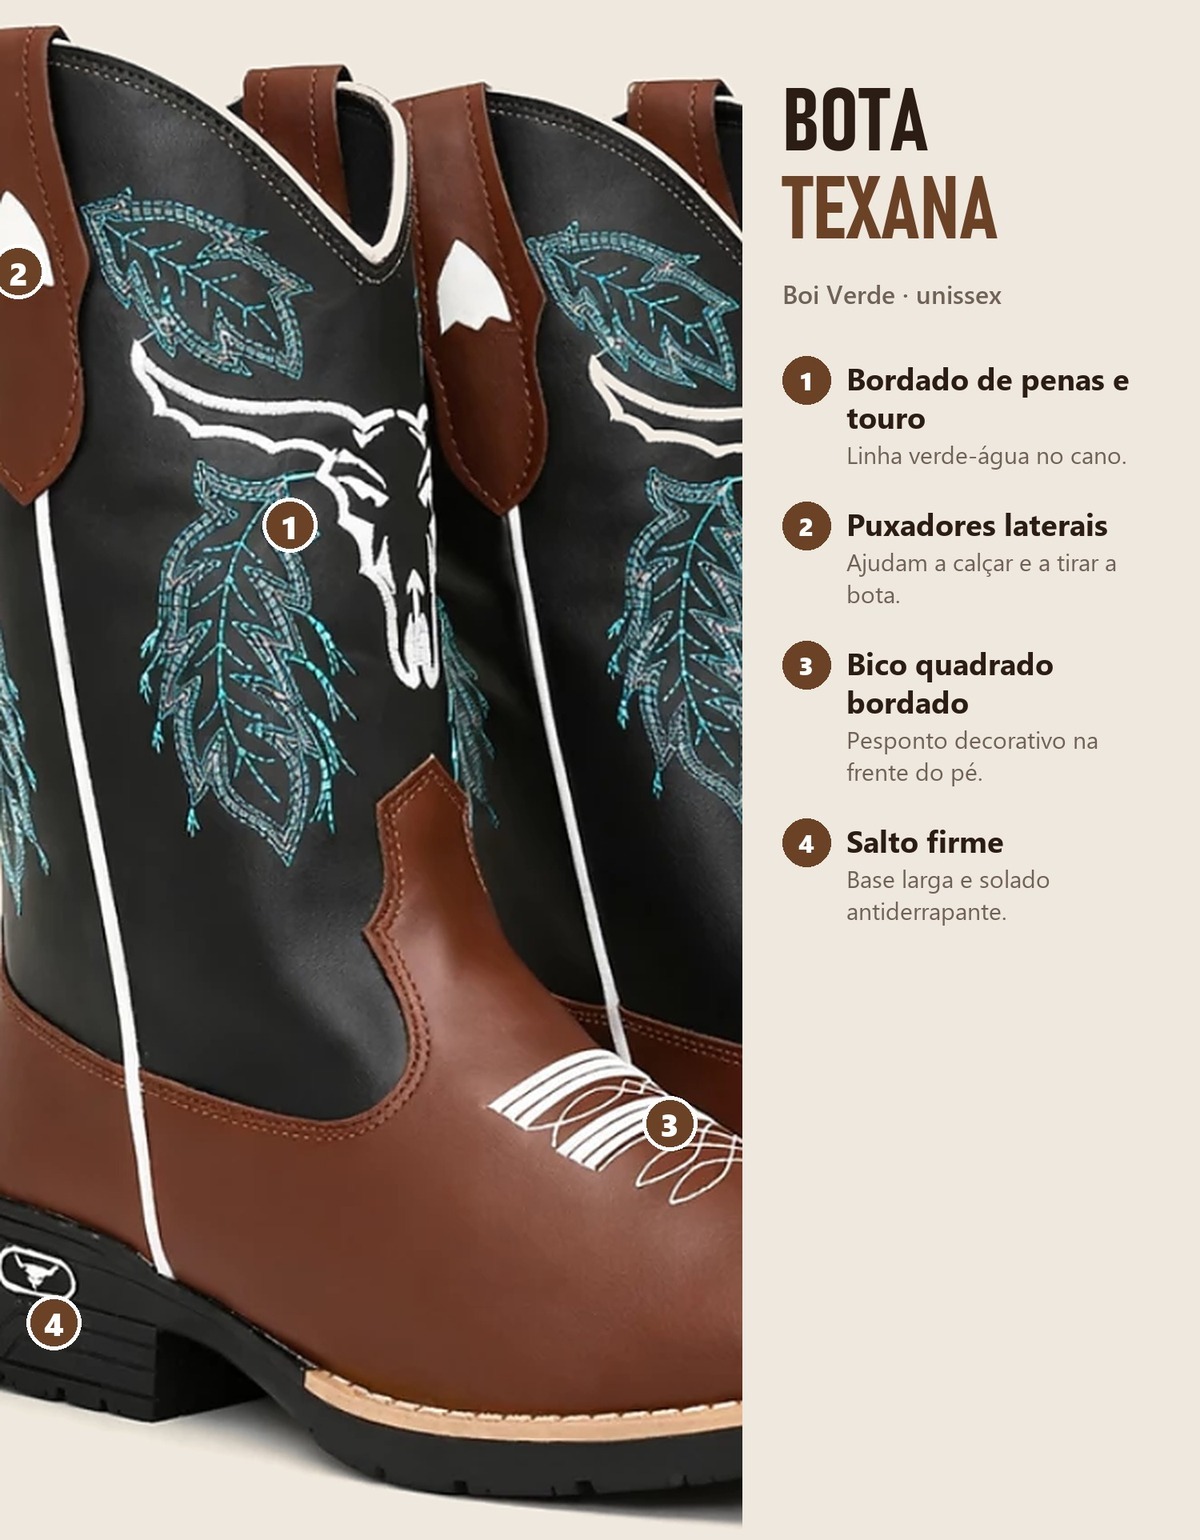 BOTA
TEXANA
Boi Verde · unissex
1 Bordado de penas e
touro
Linha verde-água no cano.
2 Puxadores laterais
Ajudam a calçar e a tirar a
bota.
3 Bico quadrado
bordado
Pesponto decorativo na
frente do pé.
4 Salto firme
Base larga e solado
antiderrapante.
2
1
3
4